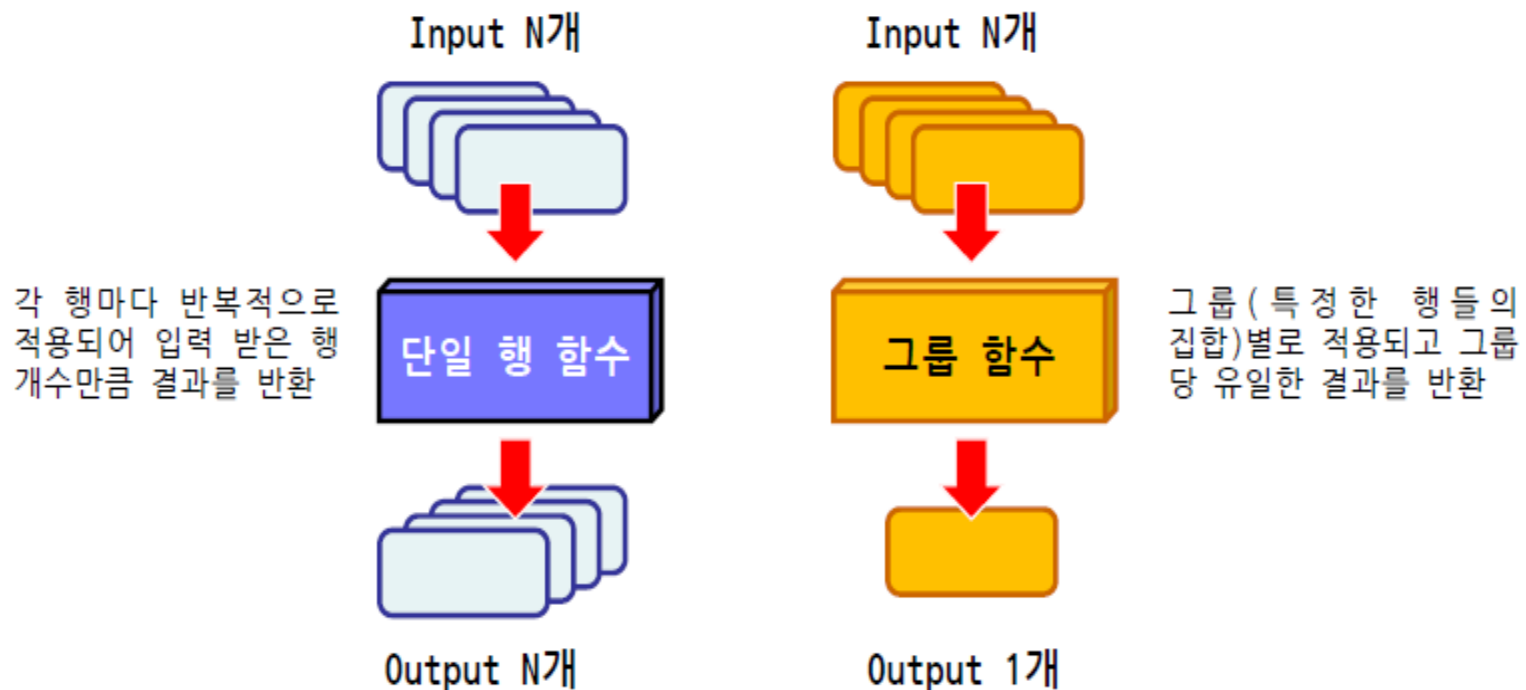 Input N개
Input N개
각 행마다 반복적으로
적용되어 입력 받은 행
개수만큼 결과를 반환
단일 행 함수
그룹 함수
그룹(특정한 행들의
집합)별로 적용되고 그룹
당 유일한 결과를 반환
Output N개
Output 1개